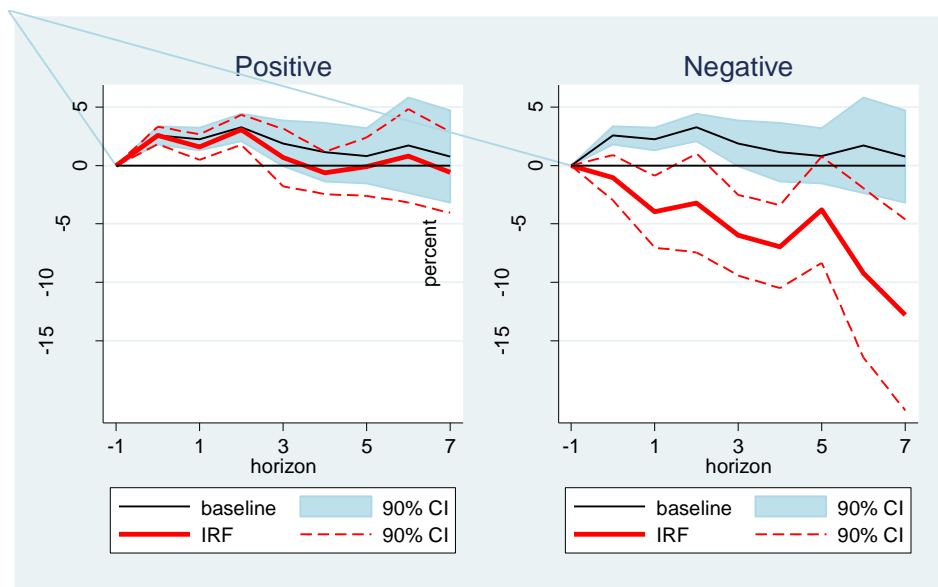 Positive
5
0
-5
-10
-15
percent
-1 1 3 5 7
horizon
baseline 90% CI
IRF 90% CI
Negative
5
0
-5
-10
-15
-1 1 3 5 7
horizon
baseline 90% CI
IRF 90% CI